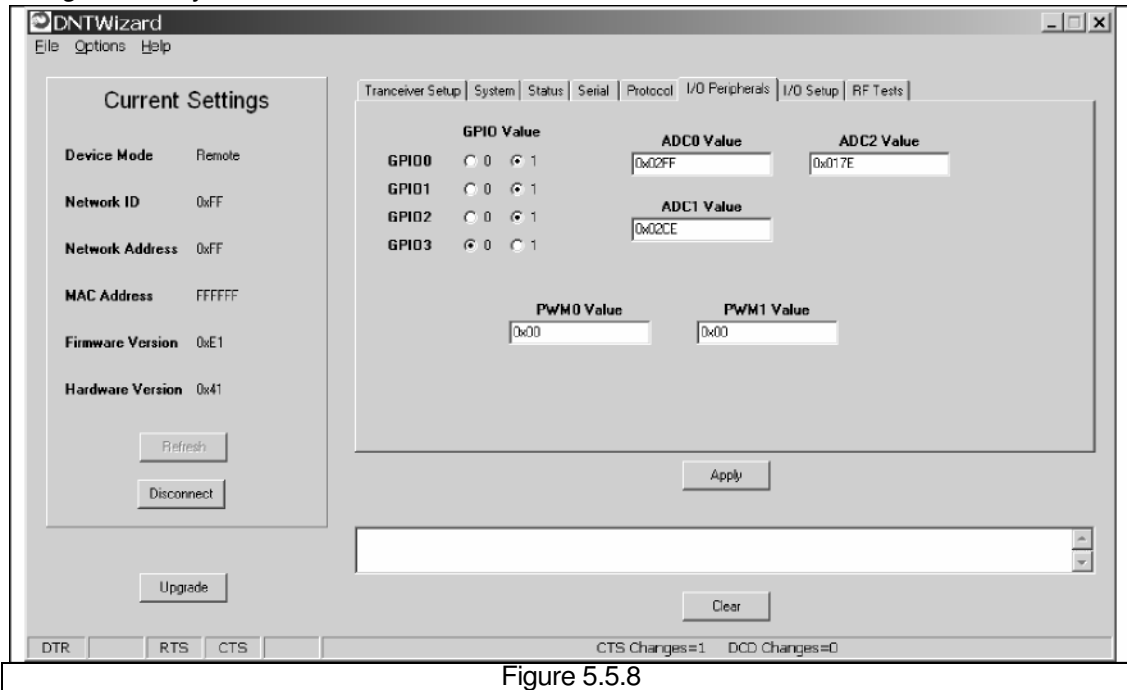 DNTWizard
File Options Help
Current Settings
Device Mode Remote
Network ID 0xFF
Network Address 0xFF
MAC Address FFFFFF
Firmware Version 0xE1
Hardware Version 0x41
Refresh
Disconnect
Upgrade
Tranceiver Setup System Status Serial Protocol I/O Peripherals I/O Setup RF Tests
GPIO Value
GPIO0 0 1
GPIO1 0 1
GPIO2 0 1
GPIO3 0 1
ADC0 Value ADC2 Value
0x02FF 0x017E
ADC1 Value
0x02CE
PWM0 Value PWM1 Value
0x00 0x00
Apply
Clear
DTR RTS CTS CTS Changes=1 DCD Changes=0
Figure 5.5.8